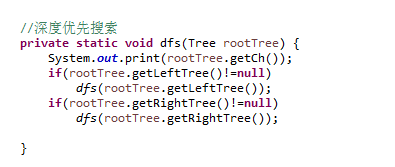 //深度优先搜索
private static void dfs(Tree rootTree) {
System.out.print(rootTree.getCh());
if(rootTree.getLeftTree()!=null)
dfs(rootTree.getLeftTree());
if(rootTree.getRightTree()!=null)
dfs(rootTree.getRightTree());
}